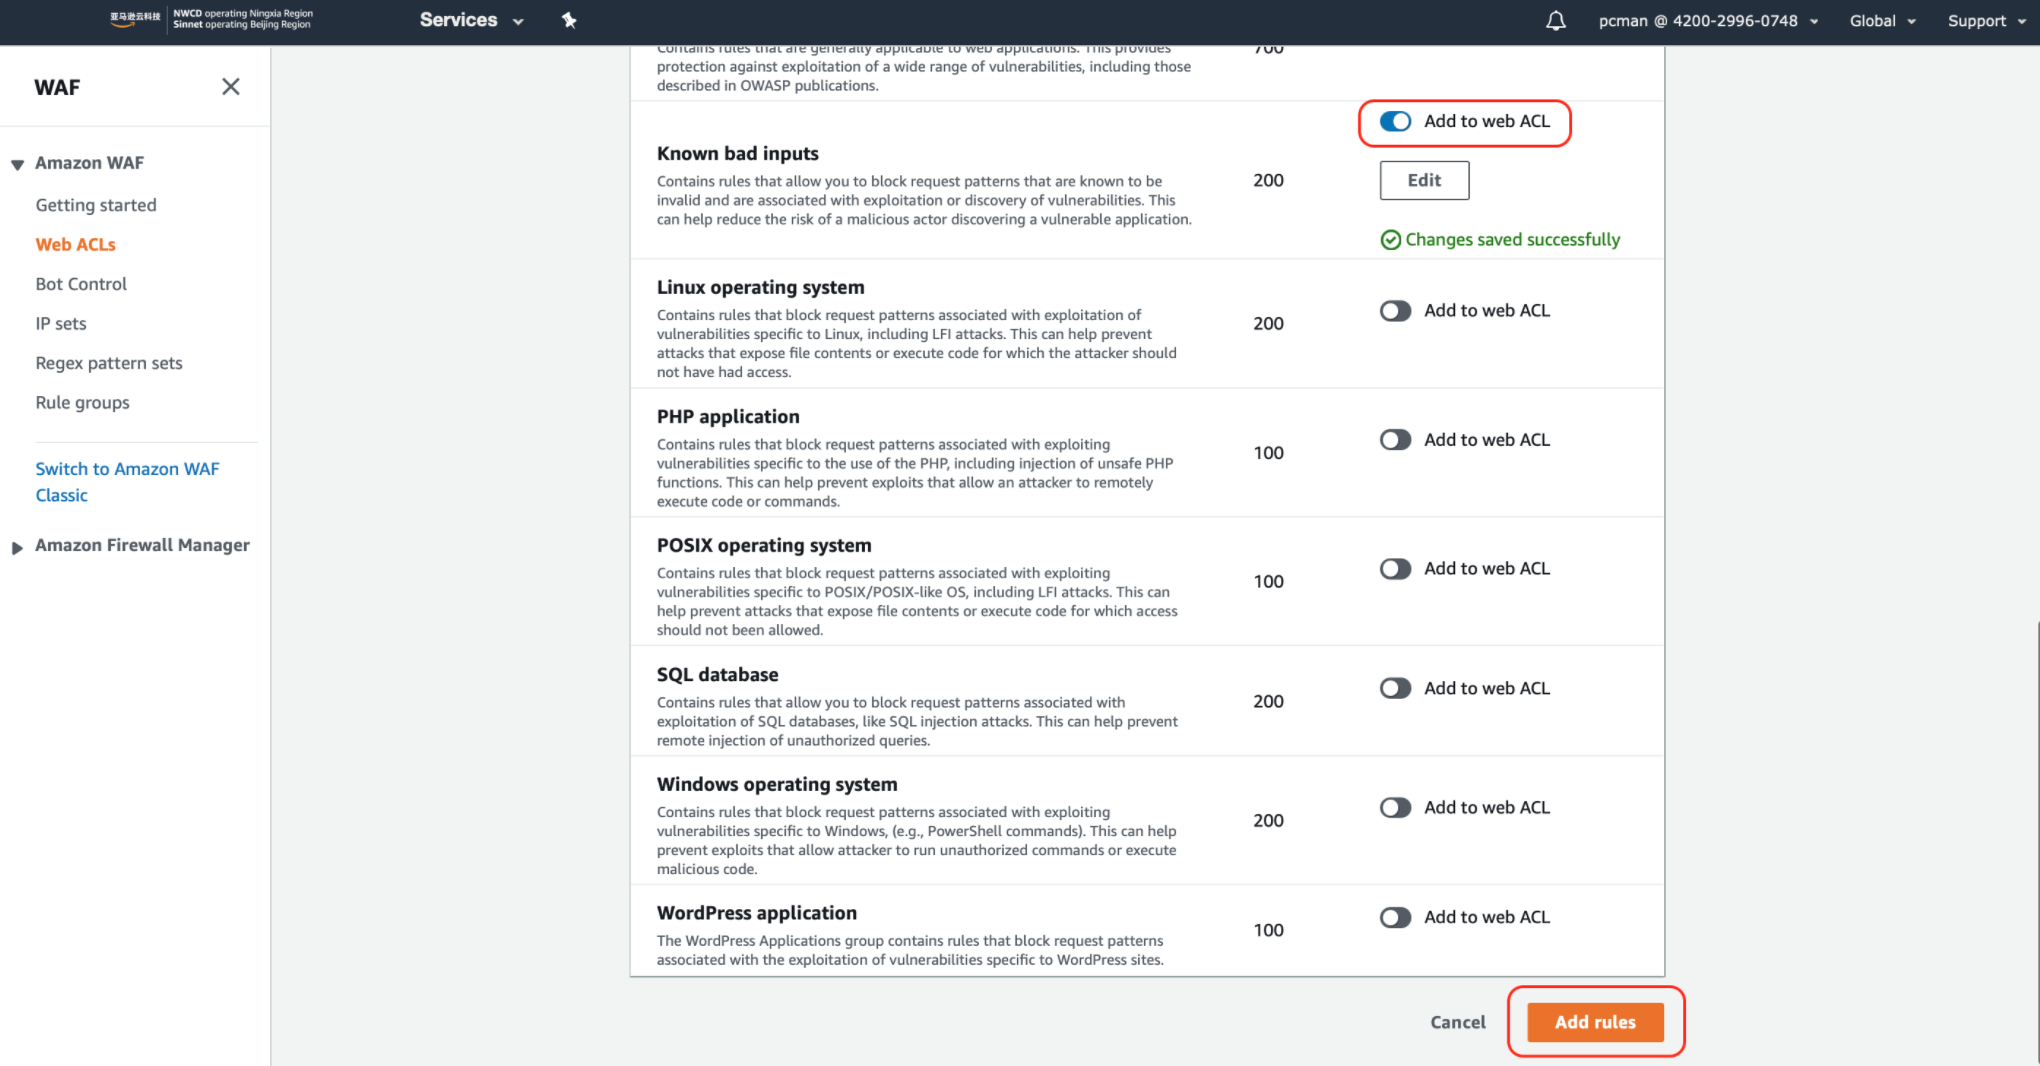 亚马逊云科技
NWCD operating Ningxia Region
Sinnet operating Beijing Region
Services
pcman @ 4200-2996-0748
Global
Support
WAF
Amazon WAF
Getting started
Web ACLs
Bot Control
IP sets
Regex pattern sets
Rule groups
Switch to Amazon WAF
Classic
Amazon Firewall Manager
Contains rules that are generally applicable to web applications. This provides
protection against exploitation of a wide range of vulnerabilities, including those
described in OWASP publications.
700
Known bad inputs
Contains rules that allow you to block request patterns that are known to be
invalid and are associated with exploitation or discovery of vulnerabilities. This
can help reduce the risk of a malicious actor discovering a vulnerable application.
200
Add to web ACL
Edit
Changes saved successfully
Linux operating system
Contains rules that block request patterns associated with exploitation of
vulnerabilities specific to Linux, including LFI attacks. This can help prevent
attacks that expose file contents or execute code for which the attacker should
not have had access.
200
Add to web ACL
PHP application
Contains rules that block request patterns associated with exploiting
vulnerabilities specific to the use of the PHP, including injection of unsafe PHP
functions. This can help prevent exploits that allow an attacker to remotely
execute code or commands.
100
Add to web ACL
POSIX operating system
Contains rules that block request patterns associated with exploiting
vulnerabilities specific to POSIX/POSIX-like OS, including LFI attacks. This can
help prevent attacks that expose file contents or execute code for which access
should not been allowed.
100
Add to web ACL
SQL database
Contains rules that allow you to block request patterns associated with
exploitation of SQL databases, like SQL injection attacks. This can help prevent
remote injection of unauthorized queries.
200
Add to web ACL
Windows operating system
Contains rules that block request patterns associated with exploiting
vulnerabilities specific to Windows, (e.g., PowerShell commands). This can help
prevent exploits that allow attacker to run unauthorized commands or execute
malicious code.
200
Add to web ACL
WordPress application
The WordPress Applications group contains rules that block request patterns
associated with the exploitation of vulnerabilities specific to WordPress sites.
100
Add to web ACL
Cancel
Add rules